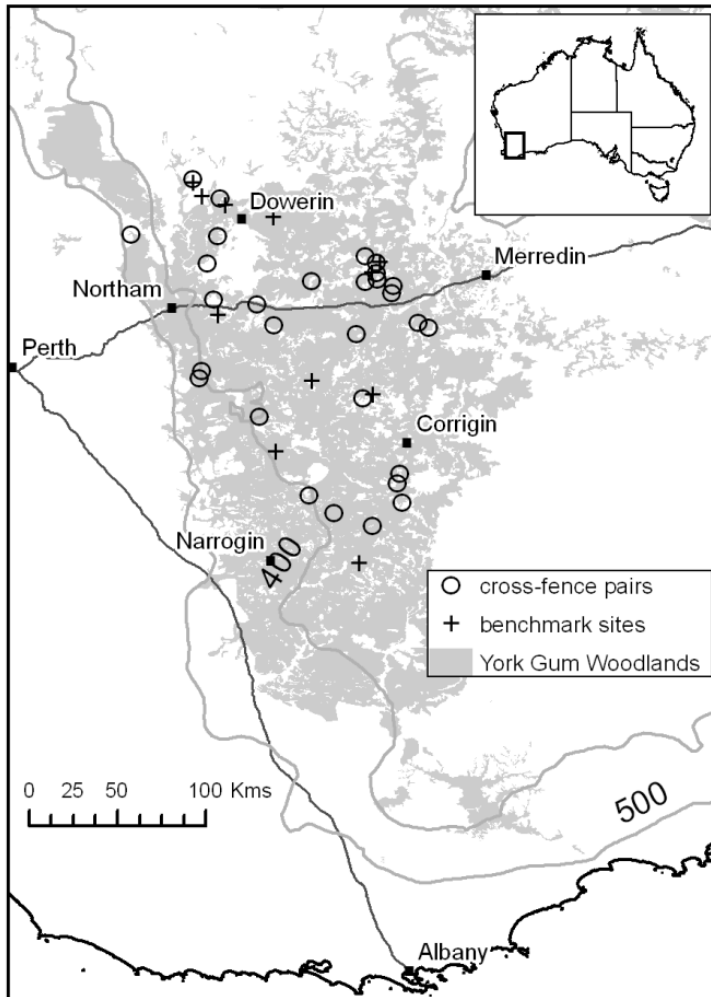 Dowerin
Merredin
Northam
Perth
Corrigin
Narrogin
400
cross-fence pairs
benchmark sites
York Gum Woodlands
0 25 50 100 Kms
500
Albany